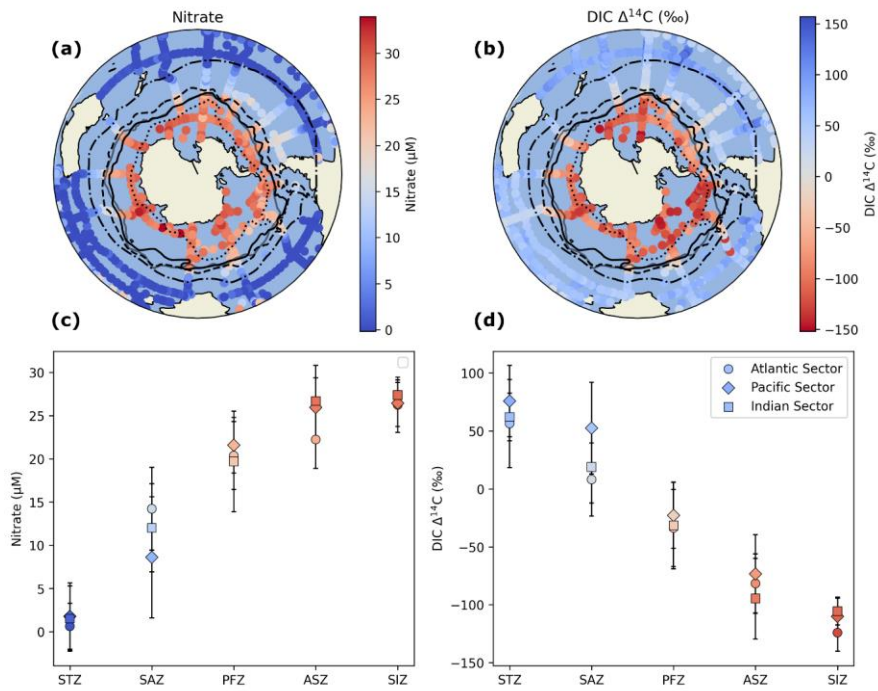 Nitrate
(a)
30
25
20
15
10
5
0
Nitrate (μM)
DIC Δ¹⁴C (‰)
(b)
150
100
50
0
−50
−100
−150
DIC Δ¹⁴C (‰)
(c)
30
25
20
15
10
5
0
Nitrate (μM)
STZ SAZ PFZ ASZ SIZ
(d)
100
50
0
−50
−100
−150
DIC Δ¹⁴C (‰)
Atlantic Sector
Pacific Sector
Indian Sector
STZ SAZ PFZ ASZ SIZ